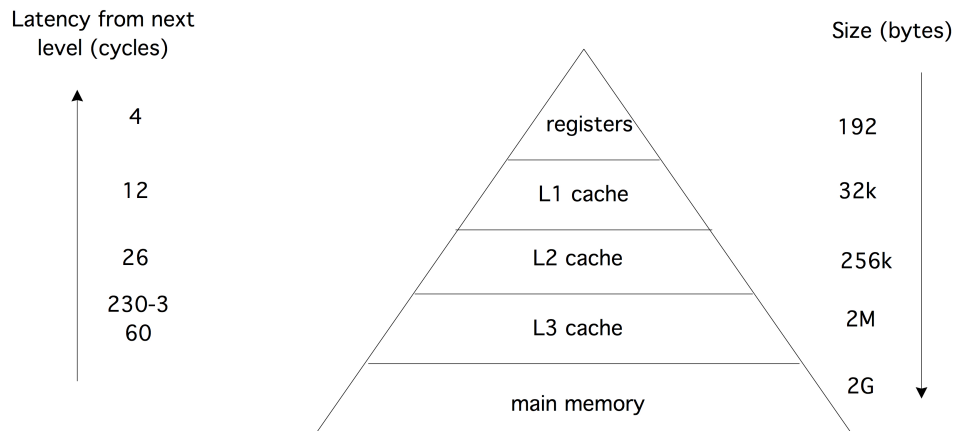 Latency from next
level (cycles)
Size (bytes)
4
registers
192
12
L1 cache
32k
26
L2 cache
256k
230-3
60
L3 cache
2M
2G
main memory